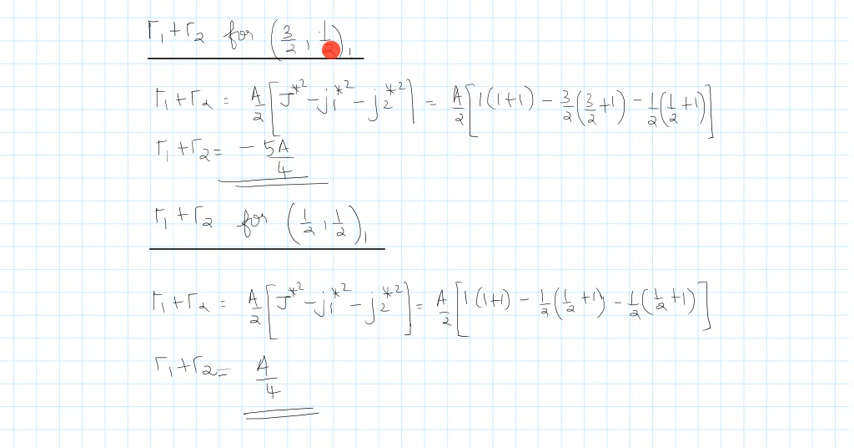 Γ₁+Γ₂ for (3/2, 1/2)₁
Γ₁+Γ₂ = A/2 [J*² - j₁*² - j₂*²] = A/2 [1(1+1) - 3/2(3/2+1) - 1/2(1/2+1)]
Γ₁+Γ₂ = - 5A/4
Γ₁+Γ₂ for (1/2, 1/2)₁
Γ₁+Γ₂ = A/2 [J*² - j₁*² - j₂*²] = A/2 [1(1+1) - 1/2(1/2+1) - 1/2(1/2+1)]
Γ₁+Γ₂ = A/4